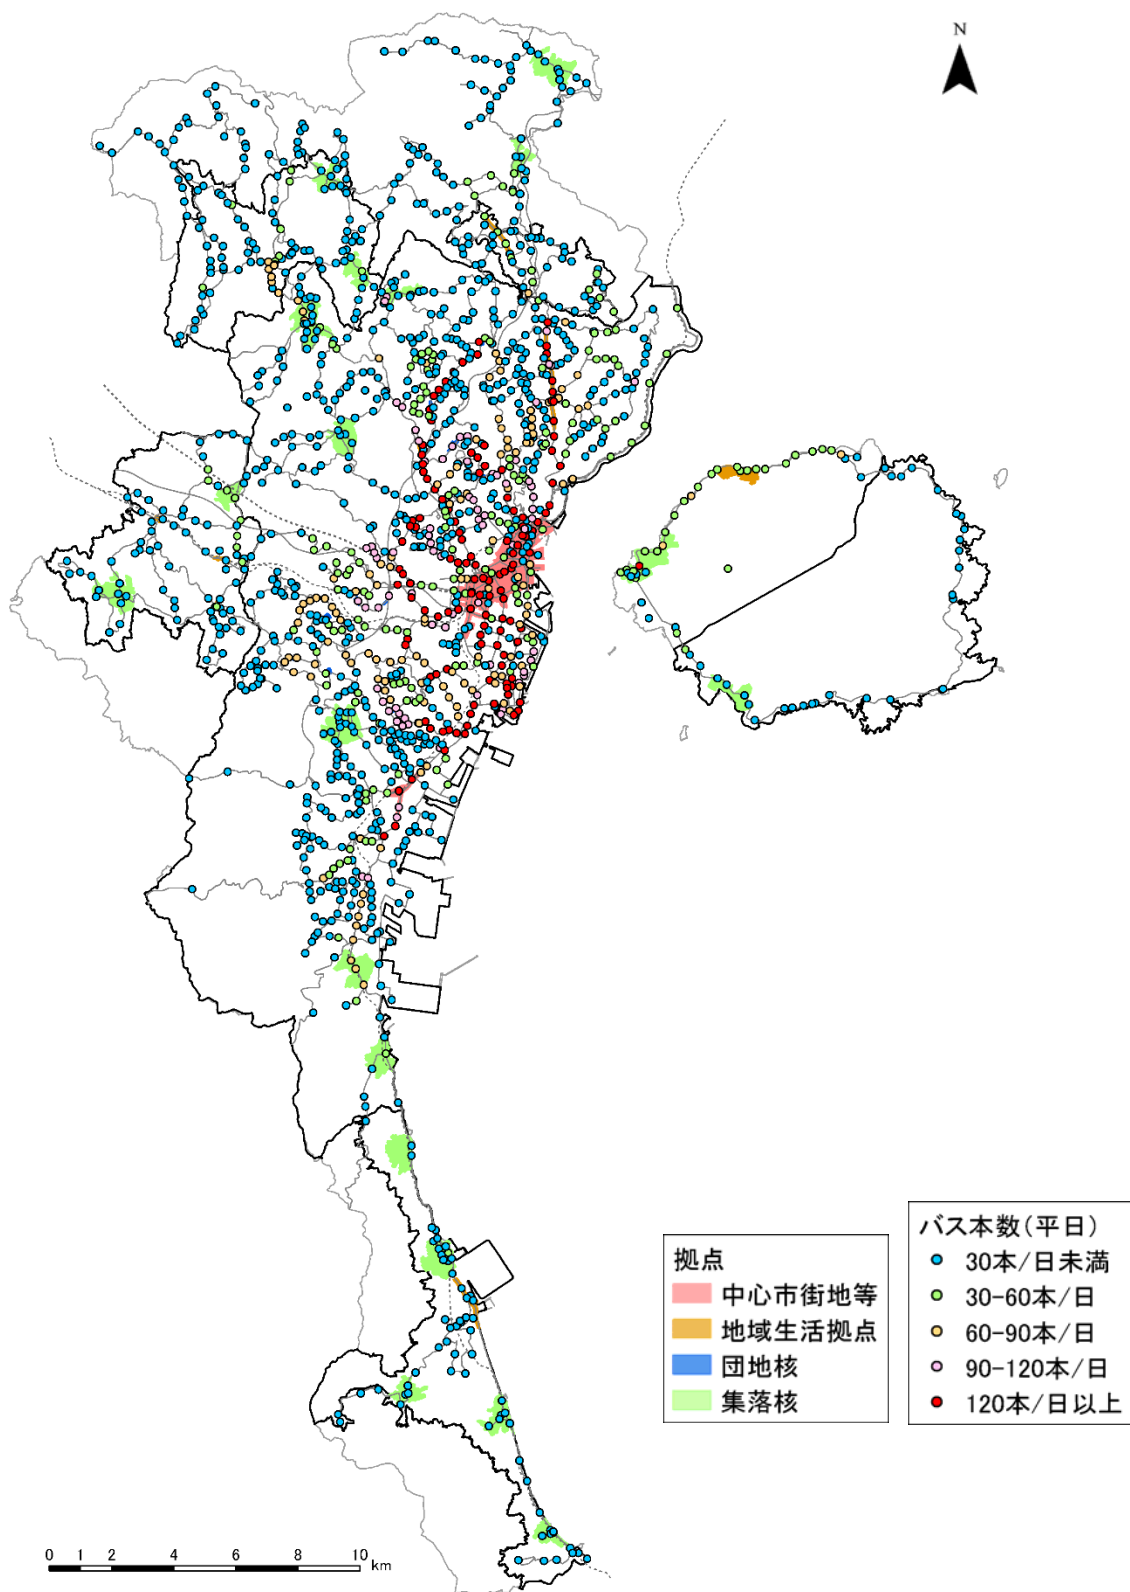 N
拠点
中心市街地等
地域生活拠点
団地核
集落核
バス本数(平日)
30本/日未満
30-60本/日
60-90本/日
90-120本/日
120本/日以上
0 1 2 4 6 8 10
km